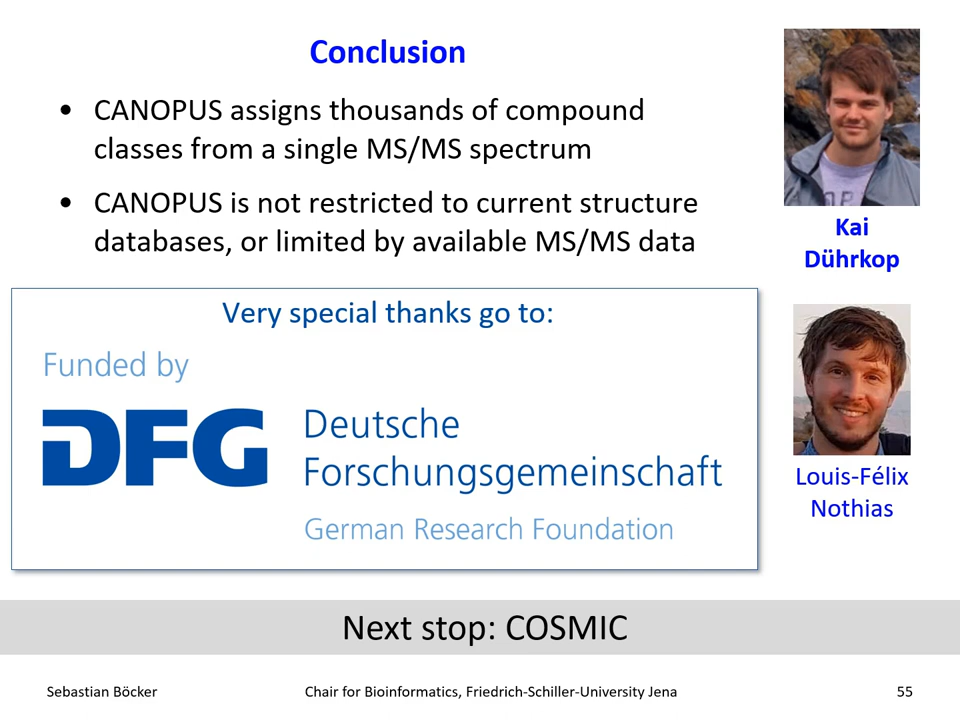 Conclusion
• CANOPUS assigns thousands of compound
classes from a single MS/MS spectrum
• CANOPUS is not restricted to current structure
databases, or limited by available MS/MS data
Kai
Dührkop
Very special thanks go to:
Funded by
DFG
Deutsche
Forschungsgemeinschaft
German Research Foundation
Louis-Félix
Nothias
Next stop: COSMIC
Sebastian Böcker
Chair for Bioinformatics, Friedrich-Schiller-University Jena
55